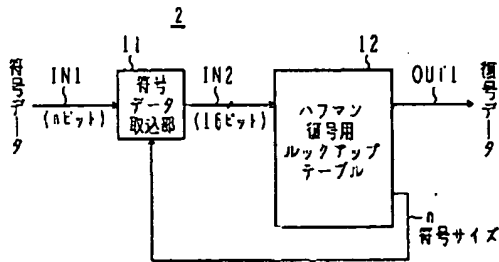 2
11
12
符号データ
IN1
(nビット)
符号
データ
取込部
IN2
(16ビット)
ハフマン
復号用
ルックアップ
テーブル
OUT1
復号データ
n
符号サイズ